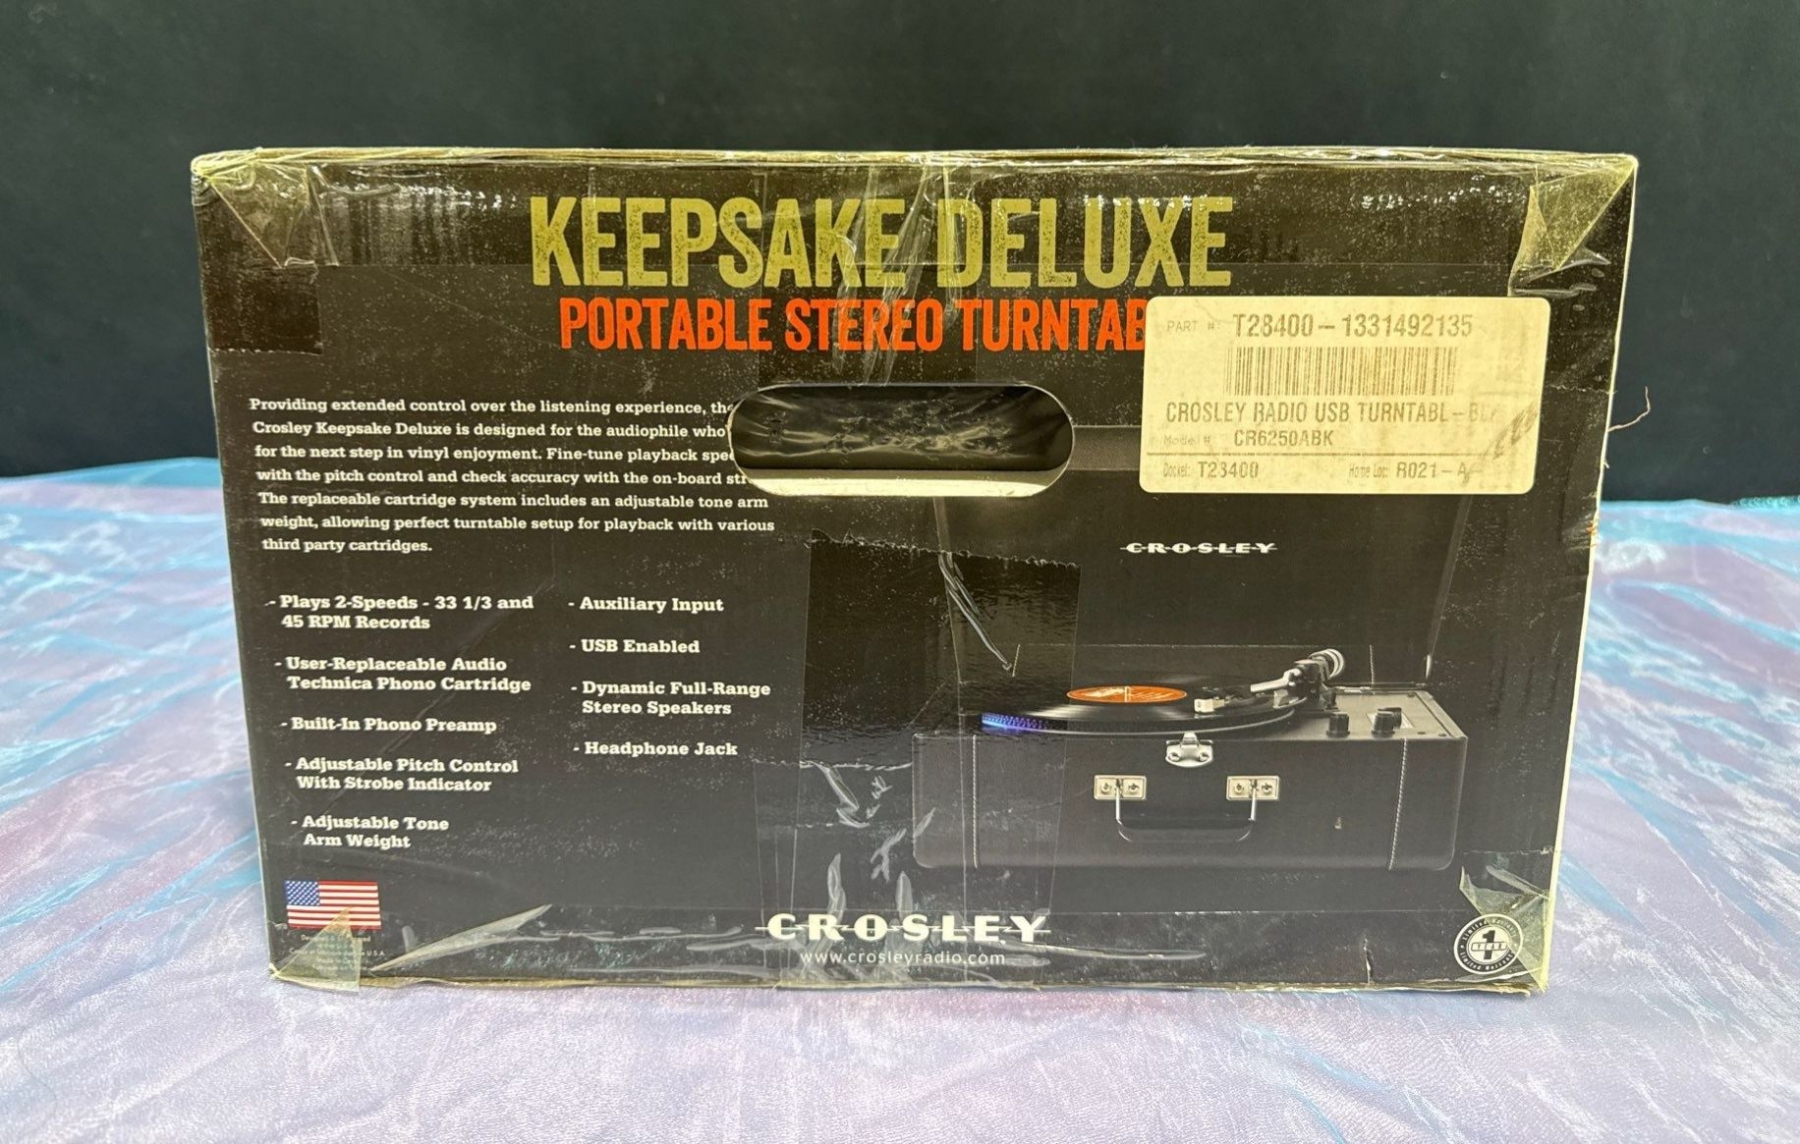 KEEPSAKE DELUXE
PORTABLE STEREO TURNTAB
PART #: T28400-1331492135
CROSLEY RADIO USB TURNTABL-BL
Model # CR6250ABK
Docket: T23400 Home Loc: R021-A
Providing extended control over the listening experience, the
Crosley Keepsake Deluxe is designed for the audiophile who
for the next step in vinyl enjoyment. Fine-tune playback spe
with the pitch control and check accuracy with the on-board str
The replaceable cartridge system includes an adjustable tone arm
weight, allowing perfect turntable setup for playback with various
third party cartridges.
- Plays 2-Speeds - 33 1/3 and
45 RPM Records
- User-Replaceable Audio
Technica Phono Cartridge
- Built-In Phono Preamp
- Adjustable Pitch Control
With Strobe Indicator
- Adjustable Tone
Arm Weight
- Auxiliary Input
- USB Enabled
- Dynamic Full-Range
Stereo Speakers
- Headphone Jack
CROSLEY
CROSLEY
www.crosleyradio.com
1
YEAR
Limited Warranty